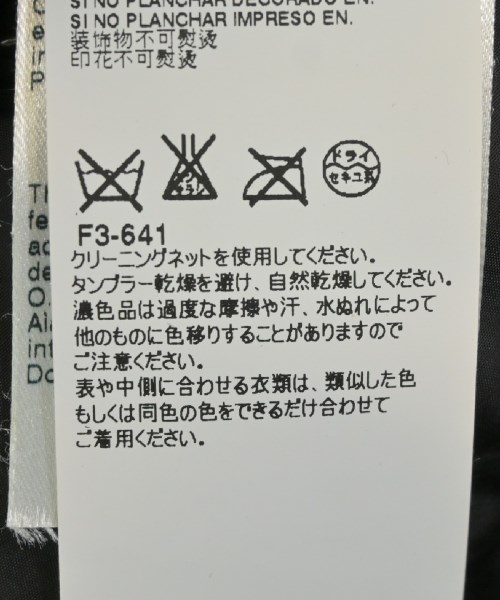 SI NO PLANCHAR DECORADO EN.
SI NO PLANCHAR IMPRESO EN.
装飾物不可熨燙
印花不可熨燙
ドライ
セキユ系
F3-641
クリーニングネットを使用してください。
タンブラー乾燥を避け、自然乾燥してください。
濃色品は過度な摩擦や汗、水ぬれによって
他のものに色移りすることがありますので
ご注意ください。
表や中側に合わせる衣類は、類似した色
もしくは同色の色をできるだけ合わせて
ご着用ください。